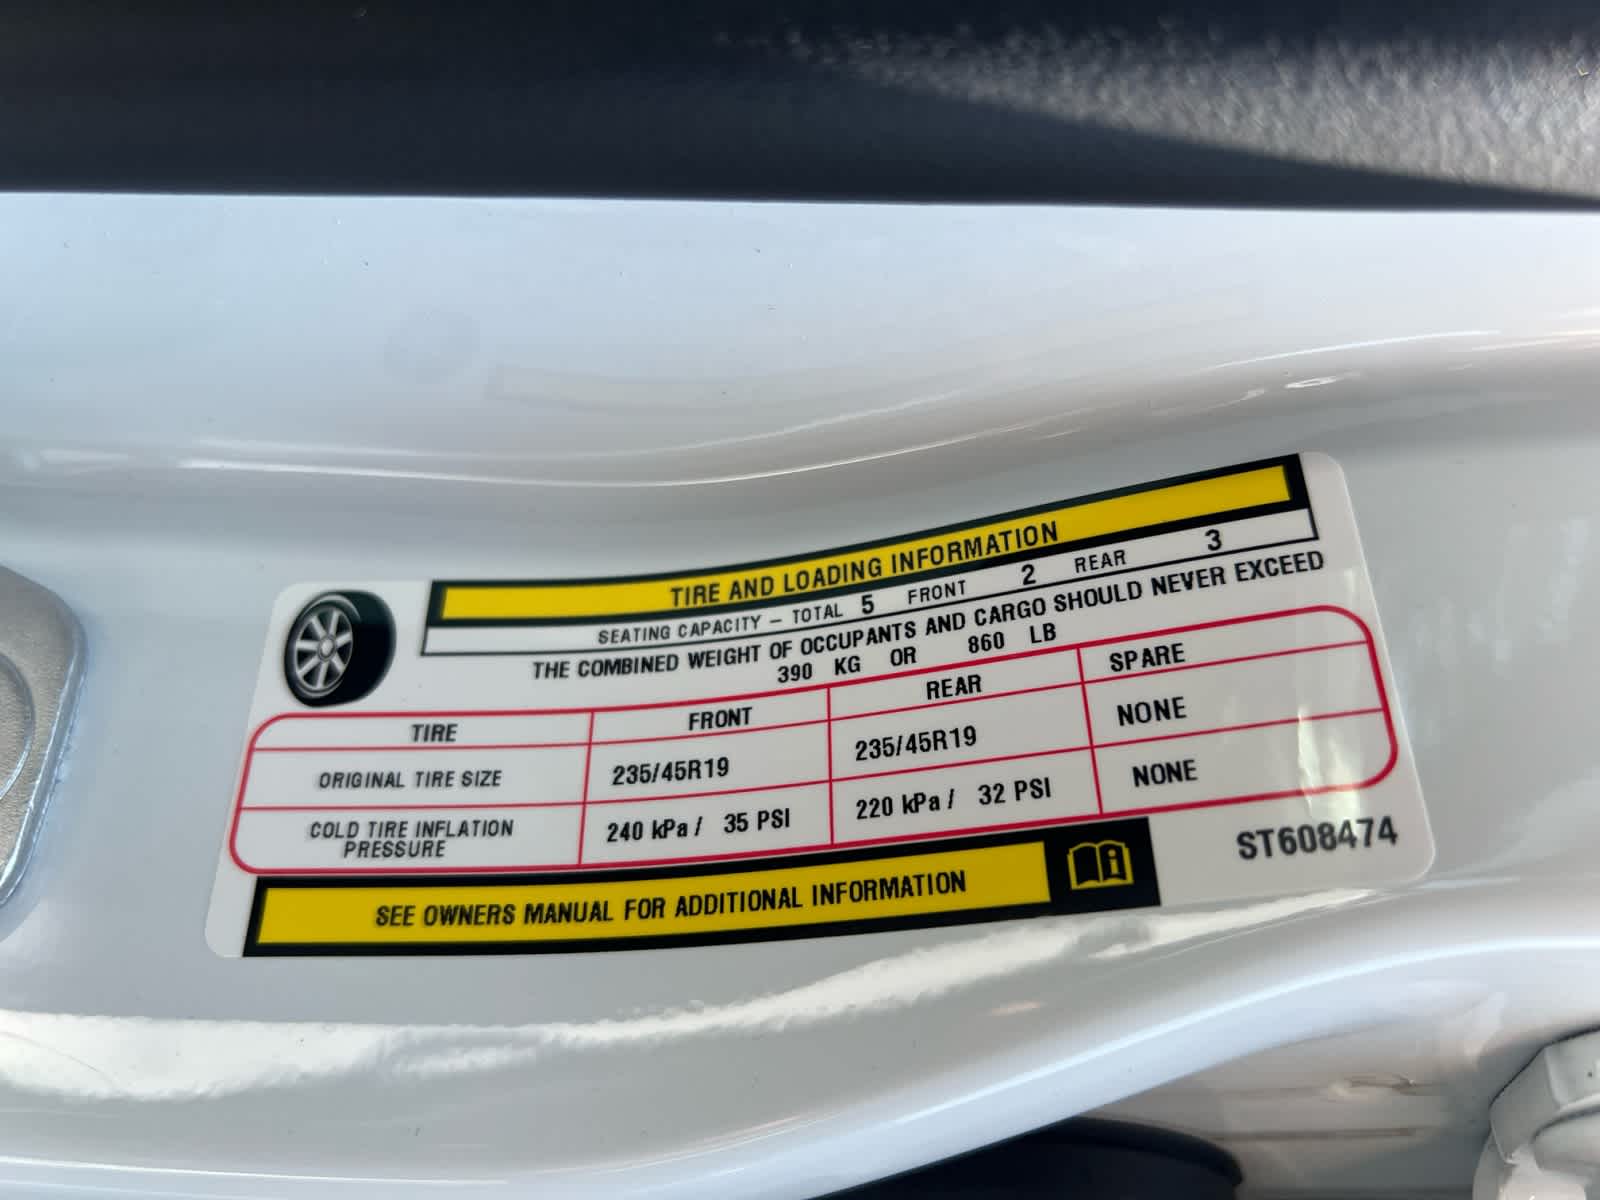 TIRE AND LOADING INFORMATION
SEATING CAPACITY – TOTAL 5 FRONT 2 REAR 3
THE COMBINED WEIGHT OF OCCUPANTS AND CARGO SHOULD NEVER EXCEED
390 KG OR 860 LB
TIRE FRONT REAR SPARE
ORIGINAL TIRE SIZE 235/45R19 235/45R19 NONE
COLD TIRE INFLATION
PRESSURE 240 kPa / 35 PSI 220 kPa / 32 PSI NONE
SEE OWNERS MANUAL FOR ADDITIONAL INFORMATION
ST608474